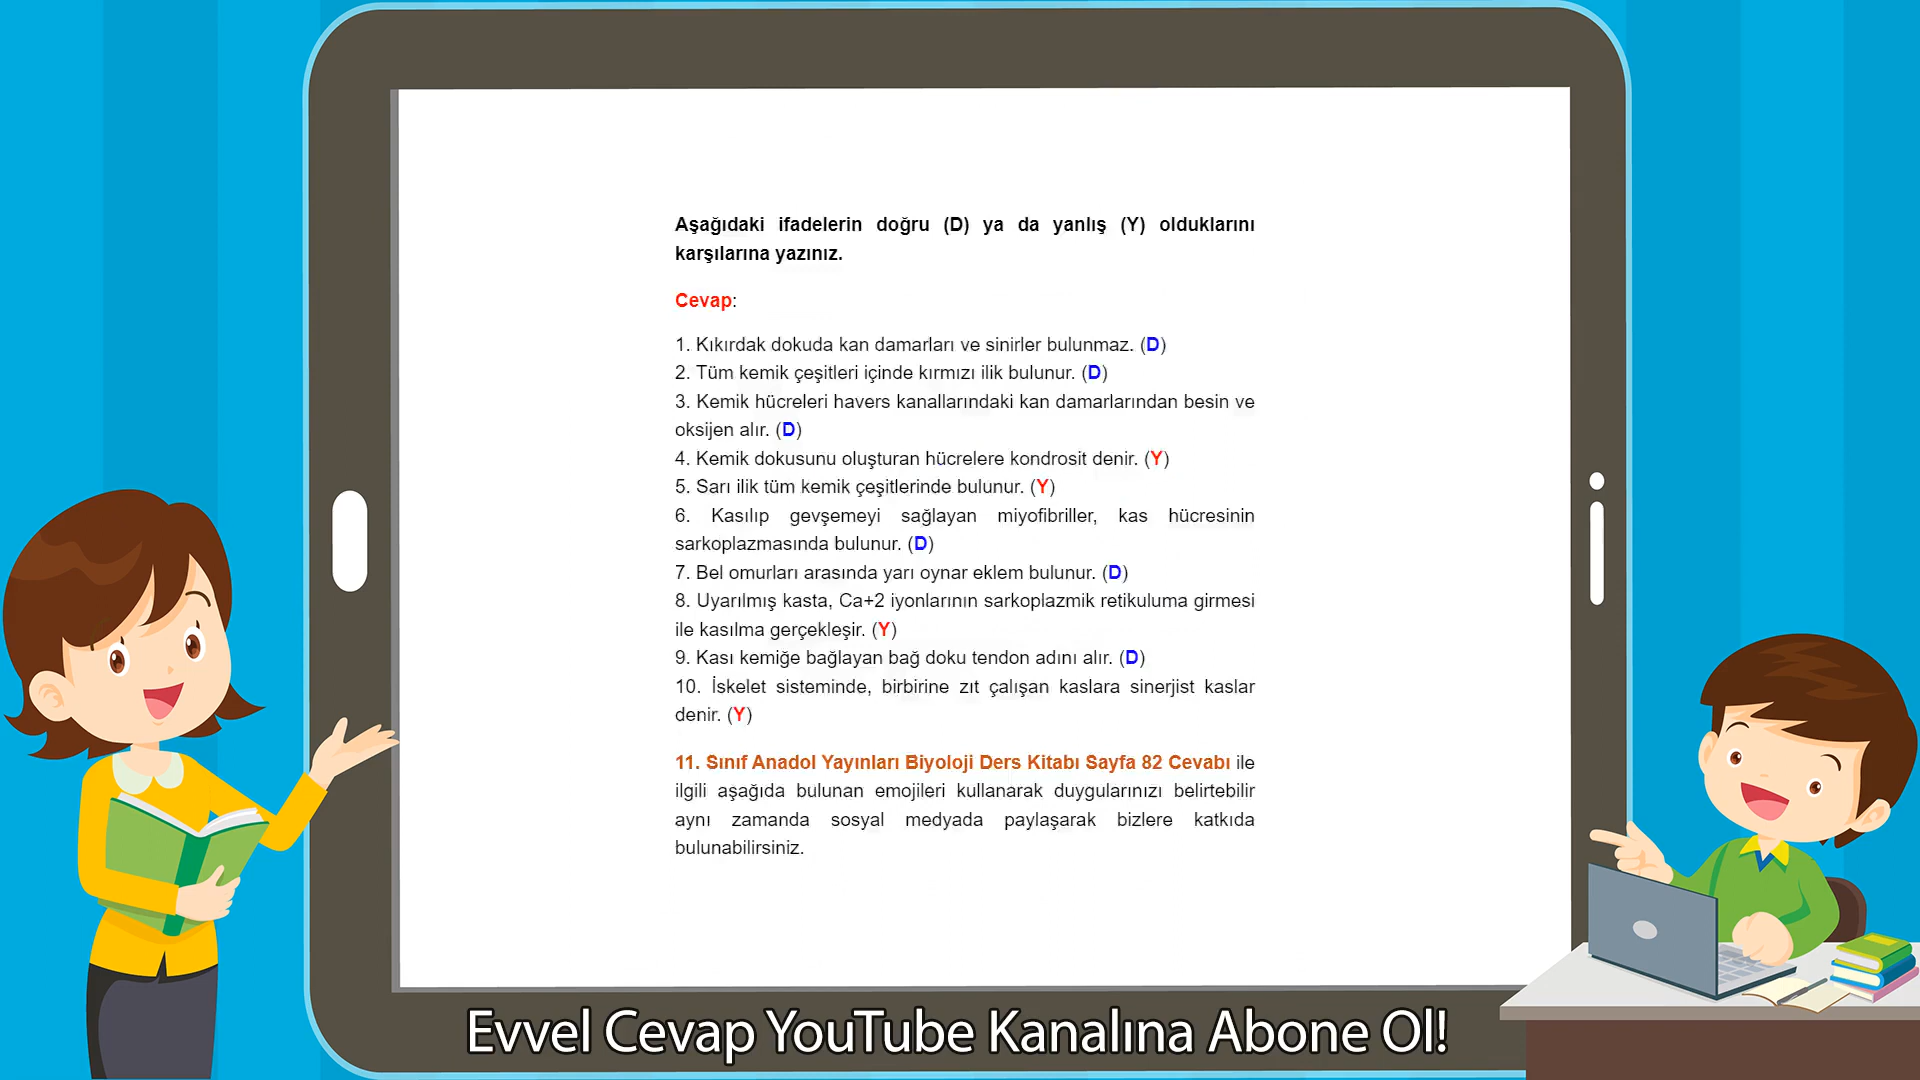 Aşağıdaki ifadelerin doğru (D) ya da yanlış (Y) olduklarını
karşılarına yazınız.
Cevap:
1. Kıkırdak dokuda kan damarları ve sinirler bulunmaz. (D)
2. Tüm kemik çeşitleri içinde kırmızı ilik bulunur. (D)
3. Kemik hücreleri havers kanallarındaki kan damarlarından besin ve
oksijen alır. (D)
4. Kemik dokusunu oluşturan hücrelere kondrosit denir. (Y)
5. Sarı ilik tüm kemik çeşitlerinde bulunur. (Y)
6. Kasılıp gevşemeyi sağlayan miyofibriller, kas hücresinin
sarkoplazmasında bulunur. (D)
7. Bel omurları arasında yarı oynar eklem bulunur. (D)
8. Uyarılmış kasta, Ca+2 iyonlarının sarkoplazmik retikuluma girmesi
ile kasılma gerçekleşir. (Y)
9. Kası kemiğe bağlayan bağ doku tendon adını alır. (D)
10. İskelet sisteminde, birbirine zıt çalışan kaslara sinerjist kaslar
denir. (Y)
11. Sınıf Anadol Yayınları Biyoloji Ders Kitabı Sayfa 82 Cevabı ile
ilgili aşağıda bulunan emojileri kullanarak duygularınızı belirtebilir
aynı zamanda sosyal medyada paylaşarak bizlere katkıda
bulunabilirsiniz.
Evvel Cevap YouTube Kanalına Abone Ol!